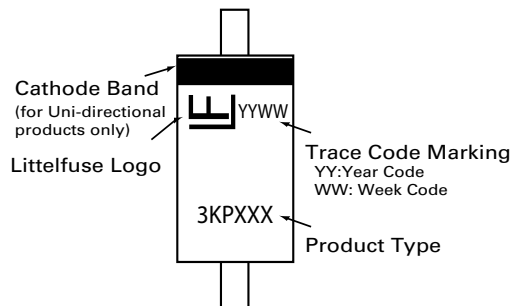 Cathode Band
(for Uni-directional
products only)
Littelfuse Logo
YYWW
Trace Code Marking
YY:Year Code
WW: Week Code
3KPXXX
Product Type